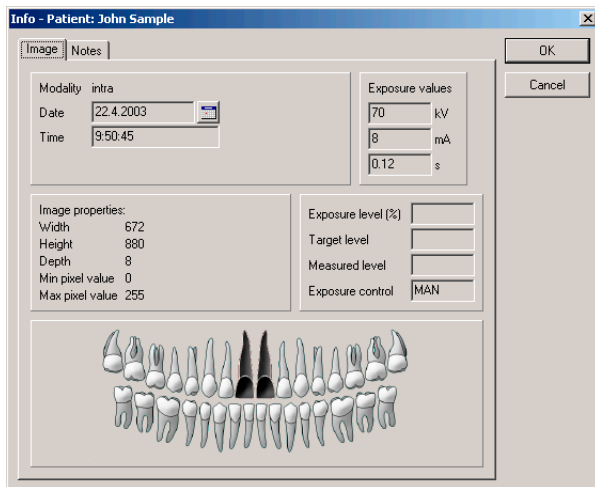 Info - Patient: John Sample
Image Notes
OK
Cancel
Modality intra
Date 22.4.2003
Time 9:50:45
Exposure values
70 kV
8 mA
0.12 s
Image properties:
Width 672
Height 880
Depth 8
Min pixel value 0
Max pixel value 255
Exposure level (%)
Target level
Measured level
Exposure control MAN